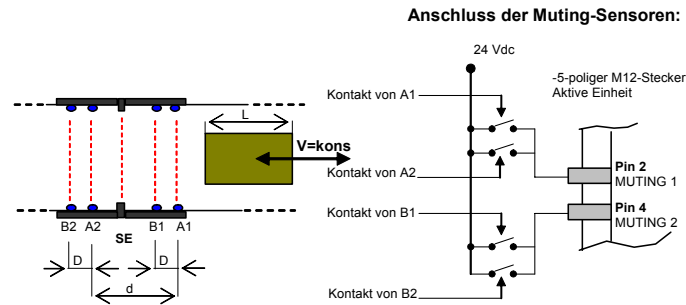 Anschluss der Muting-Sensoren:
24 Vdc
-5-poliger M12-Stecker
Aktive Einheit
Kontakt von A1
L
V=kons
Kontakt von A2
Pin 2
MUTING 1
Kontakt von B1
Pin 4
MUTING 2
B2 A2 B1 A1
SE
D D
d
Kontakt von B2